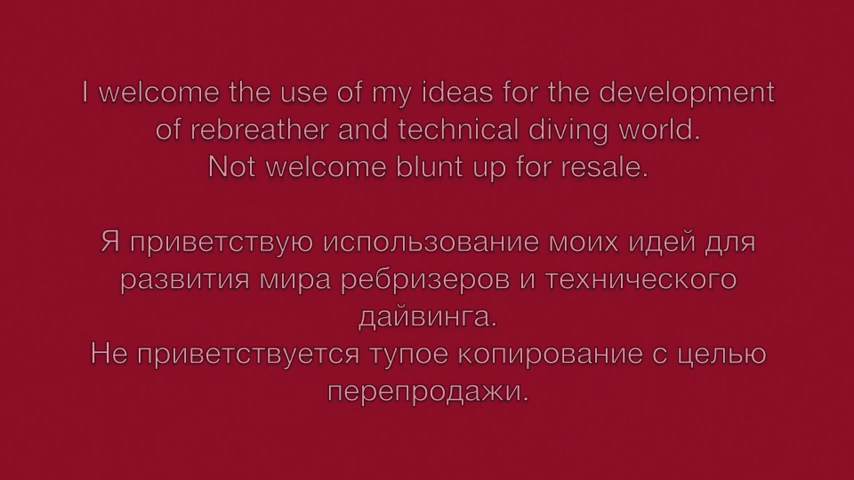 I welcome the use of my ideas for the development
of rebreather and technical diving world.
Not welcome blunt up for resale.
Я приветствую использование моих идей для
развития мира ребризеров и технического
дайвинга.
Не приветствуется тупое копирование с целью
перепродажи.